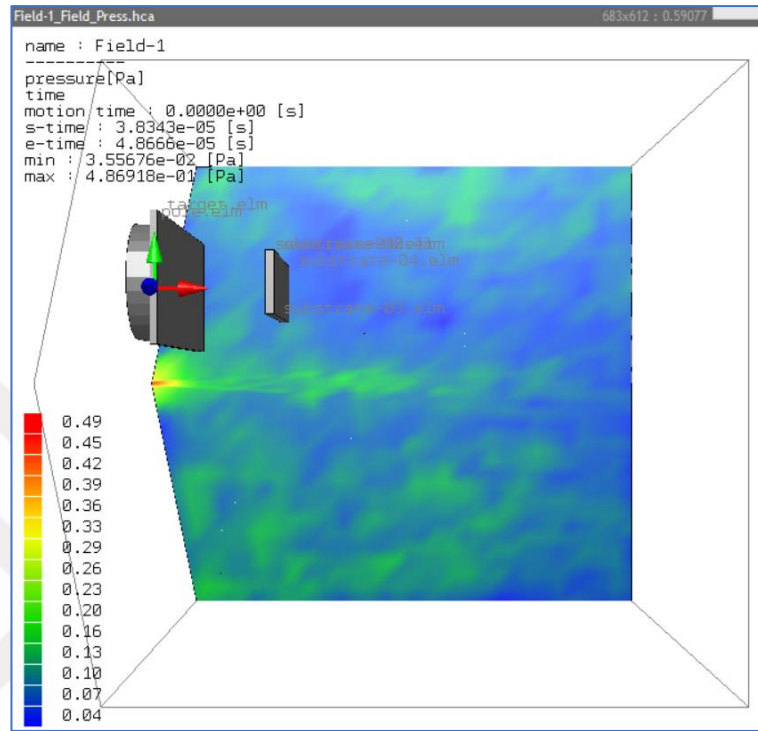 Field-1_Field_Press.hca
683x612 : 0.59077
name : Field-1
----------
pressure[Pa]
time
motion time : 0.0000e+00 [s]
s-time : 3.8343e-05 [s]
e-time : 4.8666e-05 [s]
min : 3.55676e-02 [Pa]
max : 4.86918e-01 [Pa]
target.elm
pole.elm
substrate-04.elm
substrate-03.elm
0.49
0.45
0.42
0.39
0.36
0.33
0.29
0.26
0.23
0.20
0.16
0.13
0.10
0.07
0.04